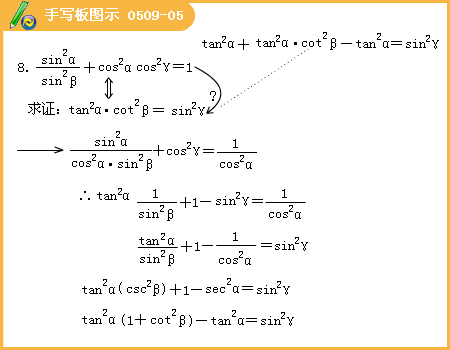 手写板图示 0509-05
tan²α+tan²α·cot²β-tan²α=sin²γ
8. sin²α/sin²β+cos²α cos²γ=1
?
求证:tan²α·cot²β= sin²γ
sin²α/cos²α·sin²β+cos²γ=1/cos²α
∴ tan²α 1/sin²β+1-sin²γ=1/cos²α
tan²α/sin²β+1-1/cos²α=sin²γ
tan²α(csc²β)+1-sec²α=sin²γ
tan²α(1+cot²β)-tan²α=sin²γ